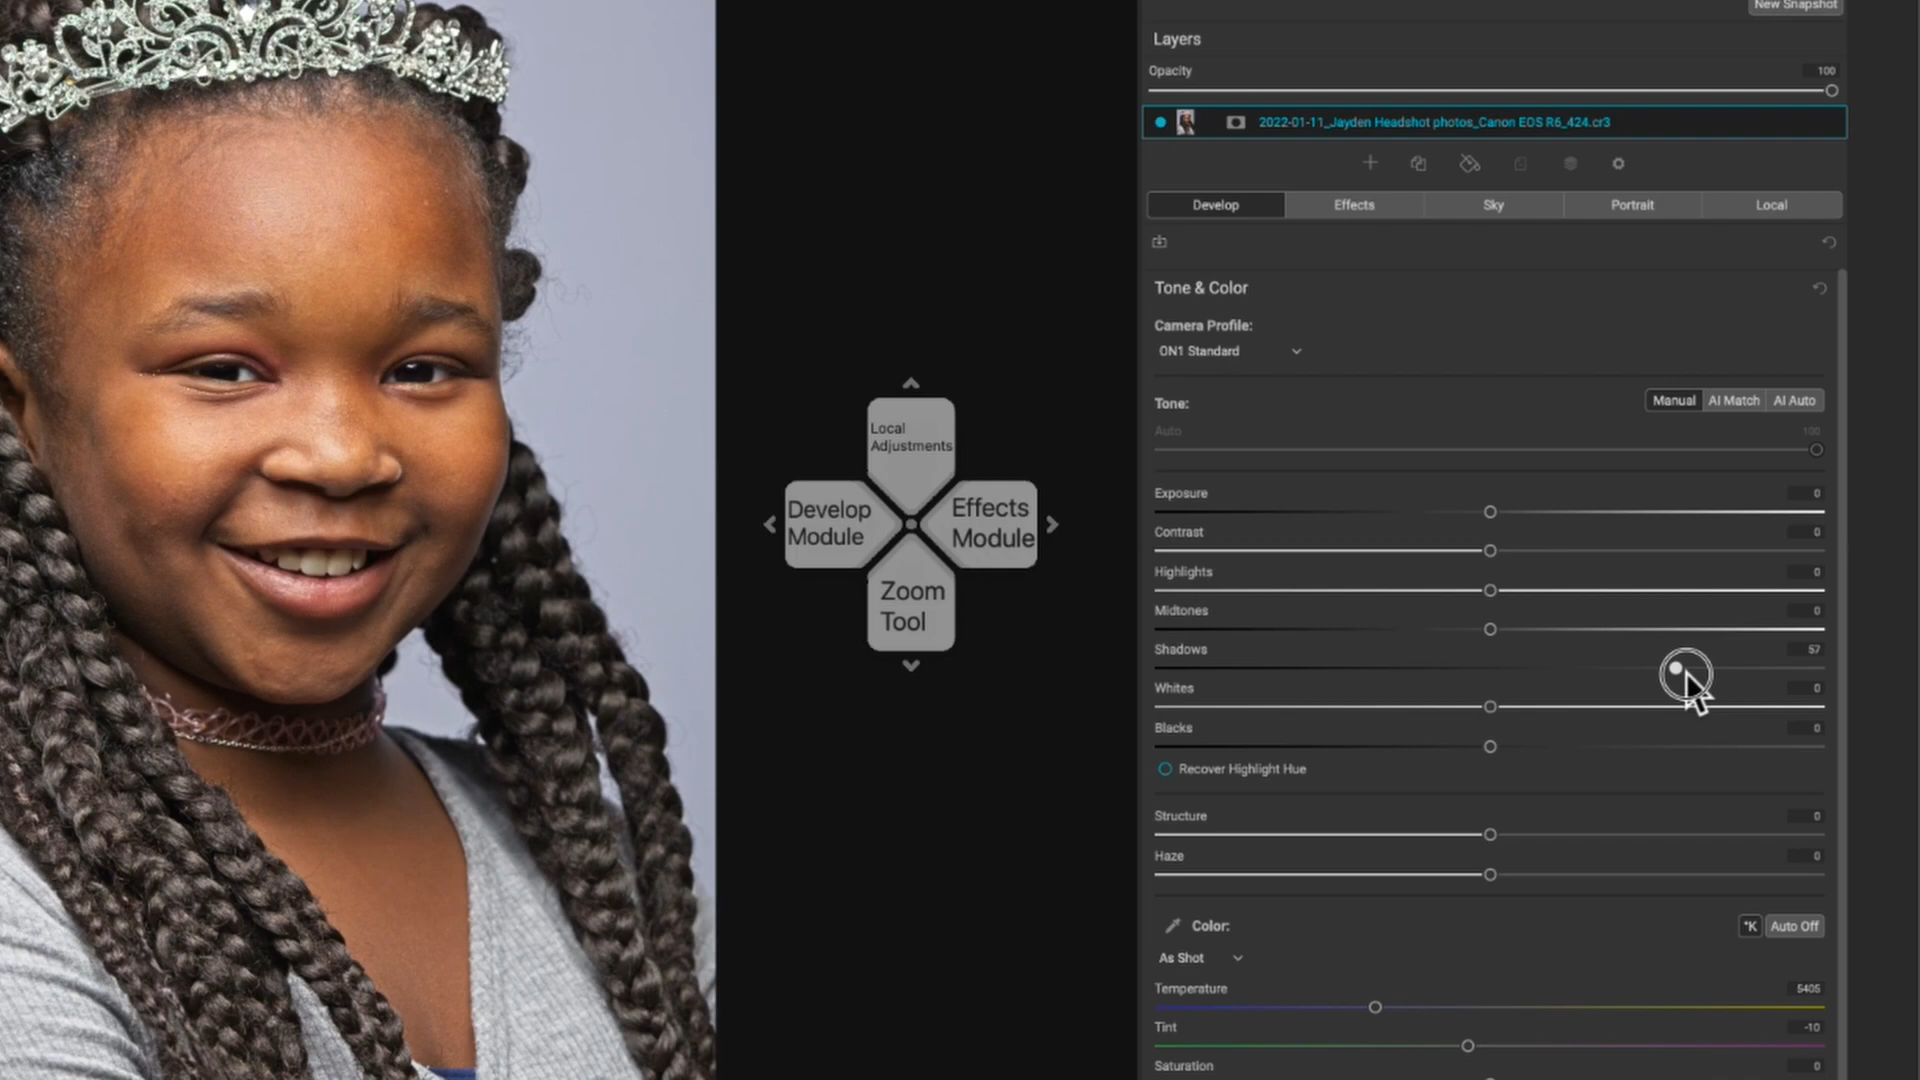 New Snapshot
Layers
Opacity
100
2022-01-11_Jayden Headshot photos_Canon EOS R6_424.cr3
Develop
Effects
Sky
Portrait
Local
Tone & Color
Camera Profile:
ON1 Standard
Tone:
Manual
AI Match
AI Auto
Auto
100
Exposure
0
Contrast
0
Highlights
0
Midtones
0
Shadows
57
Whites
0
Blacks
0
Recover Highlight Hue
Structure
0
Haze
0
Color:
°K
Auto Off
As Shot
Temperature
5405
Tint
-10
Saturation
0
Local
Adjustments
Develop
Module
Effects
Module
Zoom
Tool